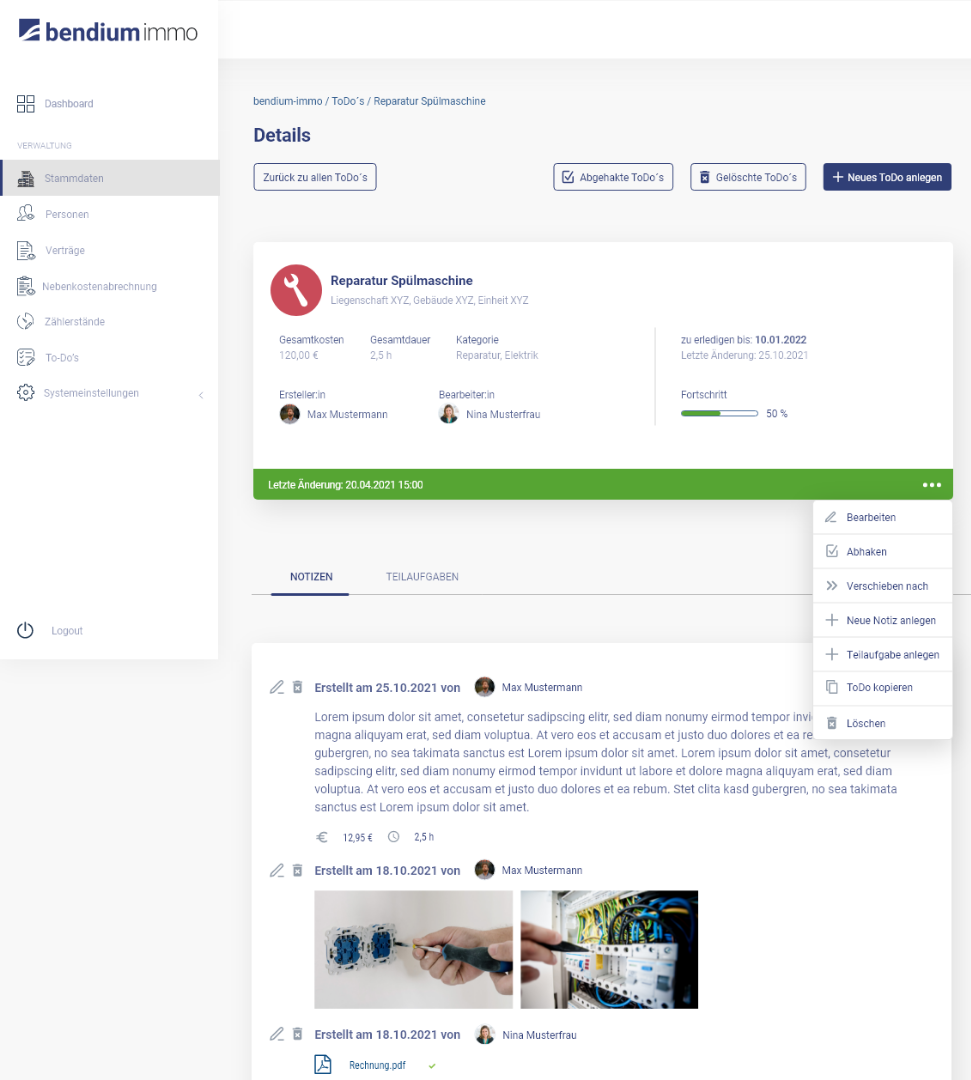 bendium immo
Dashboard
VERWALTUNG
Stammdaten
Personen
Verträge
Nebenkostenabrechnung
Zählerstände
To-Do's
Systemeinstellungen
Logout
bendium-immo / ToDo´s / Reparatur Spülmaschine
Details
Zurück zu allen ToDo´s
Abgehakte ToDo´s
Gelöschte ToDo´s
Neues ToDo anlegen
Reparatur Spülmaschine
Liegenschaft XYZ, Gebäude XYZ, Einheit XYZ
Gesamtkosten Gesamtdauer Kategorie
120,00 € 2,5 h Reparatur, Elektrik
zu erledigen bis: 10.01.2022
Letzte Änderung: 25.10.2021
Ersteller:in Bearbeiter:in
Max Mustermann Nina Musterfrau
Fortschritt
50 %
Letzte Änderung: 20.04.2021 15:00
Bearbeiten
Abhaken
Verschieben nach
Neue Notiz anlegen
Teilaufgabe anlegen
ToDo kopieren
Löschen
NOTIZEN TEILAUFGABEN
Erstellt am 25.10.2021 von Max Mustermann
Lorem ipsum dolor sit amet, consetetur sadipscing elitr, sed diam nonumy eirmod tempor
magna aliquyam erat, sed diam voluptua. At vero eos et accusam et justo duo dolores et ea
gubergren, no sea takimata sanctus est Lorem ipsum dolor sit amet. Lorem ipsum dolor sit amet, consetetur
sadipscing elitr, sed diam nonumy eirmod tempor invidunt ut labore et dolore magna aliquyam erat, sed diam
voluptua. At vero eos et accusam et justo duo dolores et ea rebum. Stet clita kasd gubergren, no sea takimata
sanctus est Lorem ipsum dolor sit amet.
€ 12,95 € 2,5 h
Erstellt am 18.10.2021 von Max Mustermann
Erstellt am 18.10.2021 von Nina Musterfrau
Rechnung.pdf